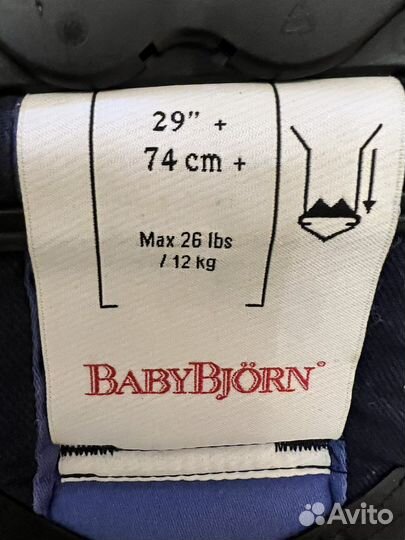 29" +
74 cm +
Max 26 lbs
/ 12 kg
BABYBJÖRN®
Avito